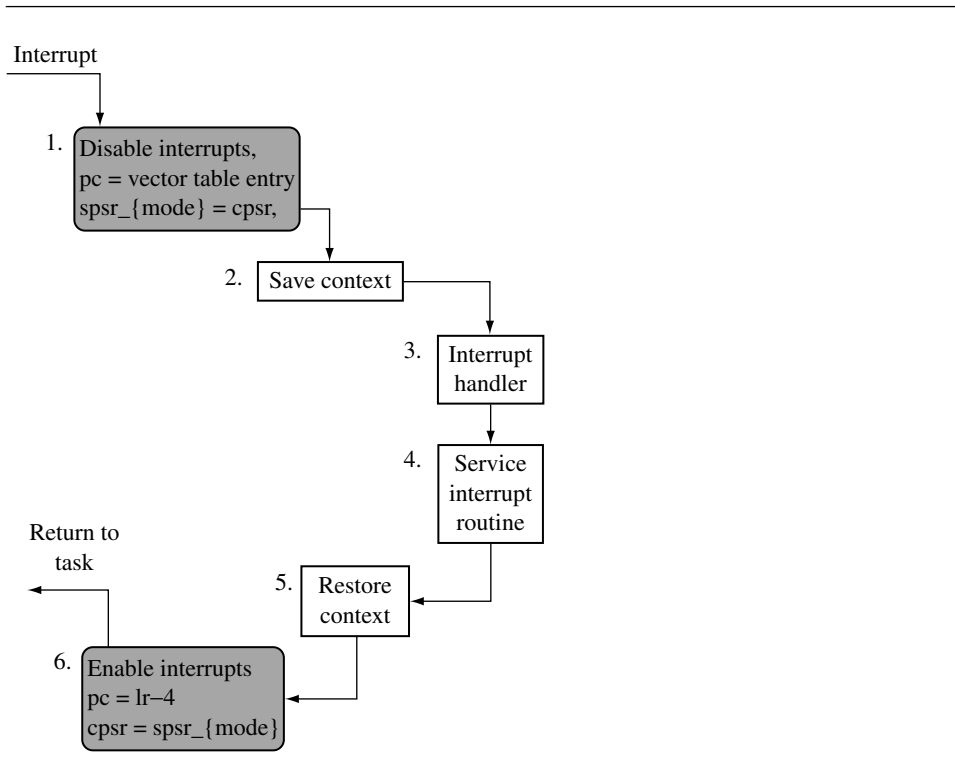 Interrupt
1.
Disable interrupts,
pc = vector table entry
spsr_{mode} = cpsr,
2.
Save context
3.
Interrupt
handler
4.
Service
interrupt
routine
5.
Restore
context
6.
Enable interrupts
pc = lr−4
cpsr = spsr_{mode}
Return to
task